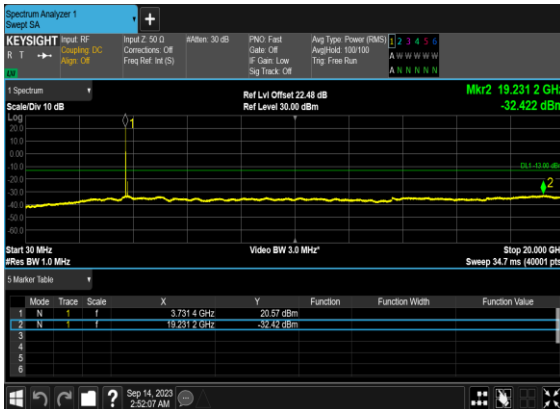 Spectrum Analyzer 1
Swept SA
+
KEYSIGHT Input: RF Input Z: 50 Ω #Atten: 30 dB PNO: Fast Avg Type: Power (RMS) 1 2 3 4 5 6
R T Coupling: DC Corrections: Off Gate: Off Avg|Hold: 100/100 A W W W W W
Align: Off Freq Ref: Int (S) IF Gain: Low Trig: Free Run
Sig Track: Off A N N N N N
1 Spectrum Ref Lvl Offset 22.48 dB Mkr2 19.231 2 GHz
Scale/Div 10 dB Ref Level 30.00 dBm -32.422 dBm
Log
20.0
10.0
0.00
-10.0
-20.0
-30.0
-40.0
-50.0
-60.0
1
DL1 -13.00 dBm
2
Start 30 MHz Video BW 3.0 MHz* Stop 20.000 GH
#Res BW 1.0 MHz Sweep 34.7 ms (40001 pts
5 Marker Table
Mode Trace Scale X Y Function Function Width Function Value
1 N 1 f 3.731 4 GHz 20.57 dBm
2 N 1 f 19.231 2 GHz -32.42 dBm
3
4
5
6
? Sep 14, 2023
2:52:07 AM